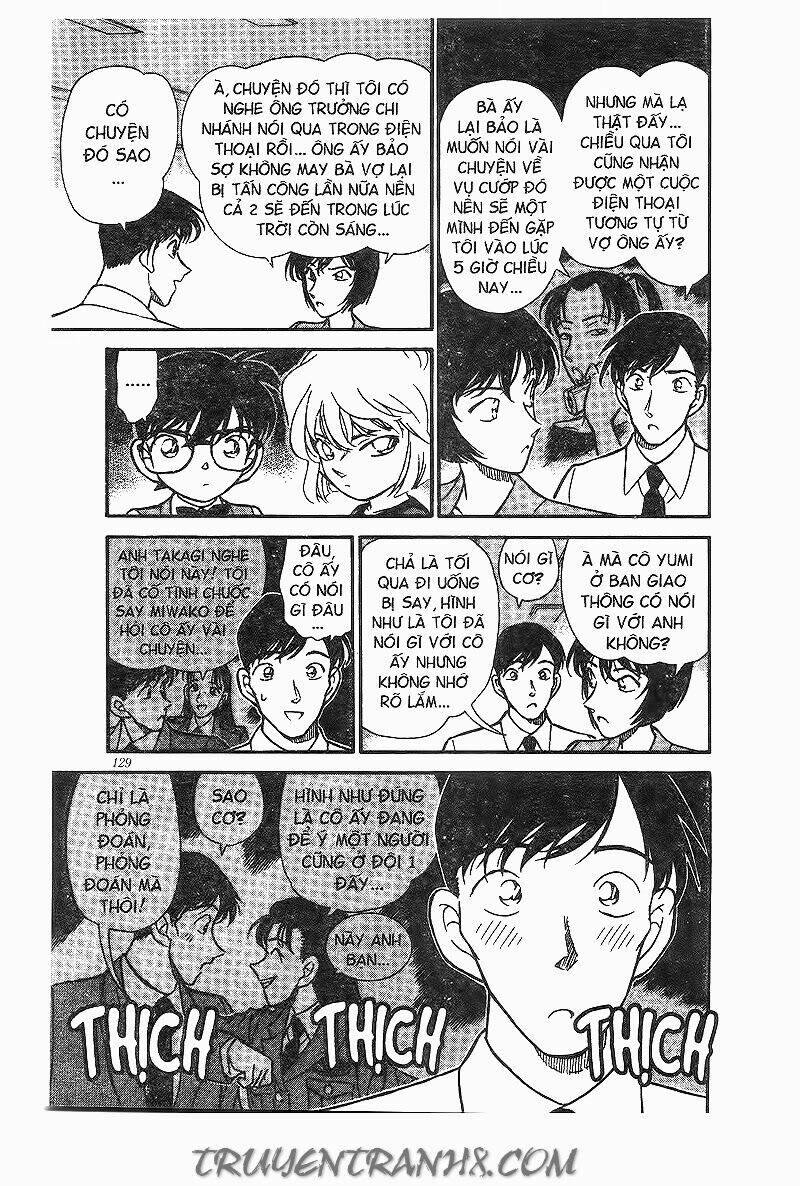 NHƯNG MÀ LẠ
THẬT ĐẤY...
CHIỀU QUA TÔI
CŨNG NHẬN
ĐƯỢC MỘT CUỘC
ĐIỆN THOẠI
TƯƠNG TỰ TỪ
VỢ ÔNG ẤY?
BÀ ẤY
LẠI BẢO LÀ
MUỐN NÓI VÀI
CHUYỆN VỀ
VỤ CƯỚP ĐÓ
NÊN SẼ MỘT
MÌNH ĐẾN GẶP
TÔI VÀO LÚC
5 GIỜ CHIỀU
NAY...
À, CHUYỆN ĐÓ THÌ TÔI CÓ
NGHE ÔNG TRƯỞNG CHI
NHÁNH NÓI QUA TRONG ĐIỆN
THOẠI RỒI... ÔNG ẤY BẢO
SỢ KHÔNG MAY BÀ VỢ LẠI
BỊ TẤN CÔNG LẦN NỮA NÊN
CẢ 2 SẼ ĐẾN TRONG LÚC
TRỜI CÒN SÁNG...
CÓ
CHUYỆN
ĐÓ SAO
...
......
À MÀ CÔ YUMI
Ở BAN GIAO
THÔNG CÓ NÓI
GÌ VỚI ANH
KHÔNG?
NÓI GÌ
CƠ?
CHẢ LÀ TỐI
QUA ĐI UỐNG
BỊ SAY, HÌNH
NHƯ LÀ TÔI ĐÃ
NÓI GÌ VỚI CÔ
ẤY NHƯNG
KHÔNG NHỚ
RÕ LẮM...
ĐÂU,
CÔ ẤY
CÓ NÓI
GÌ ĐÂU
...
ANH TAKAGI NGHE
TÔI NÓI NÀY! TÔI
ĐÃ CỐ TÌNH CHUỐC
SAY MIWAKO ĐỂ
HỎI CÔ ẤY VÀI
CHUYỆN...
129
HÌNH NHƯ ĐÚNG
LÀ CÔ ẤY ĐANG
ĐỂ Ý MỘT NGƯỜI
CŨNG Ở ĐỘI 1
ĐẤY...
NÀY ANH
BẠN...
SAO
CƠ?
CHỈ LÀ
PHỎNG
ĐOÁN,
PHỎNG
ĐOÁN MÀ
THÔI!
THỊCH
THỊCH
THỊCH
TRUYENTRANH8.COM